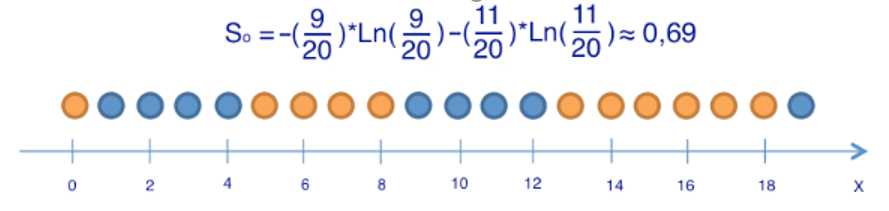 S₀ = -(9/20)*Ln(9/20)-(11/20)*Ln(11/20) ≈ 0,69
0 2 4 6 8 10 12 14 16 18 X